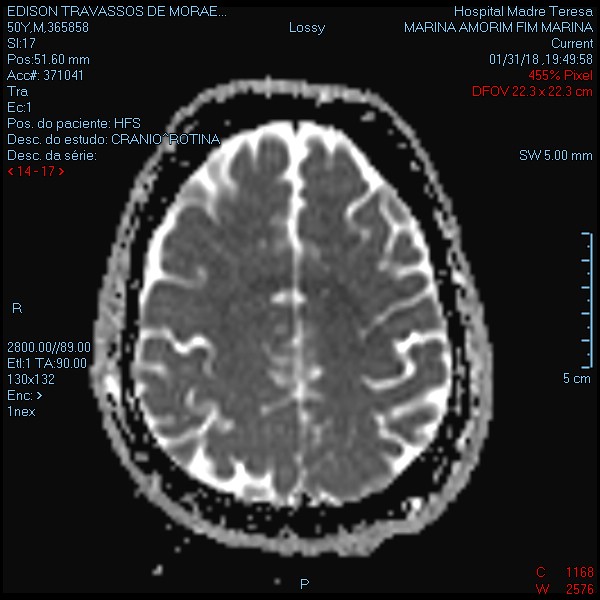 EDISON TRAVASSOS DE MORAE...
50Y,M,365858
Sl:17
Pos:51.60 mm
Acc#: 371041
Tra
Ec:1
Pos. do paciente: HFS
Desc. do estudo: CRANIO^ROTINA
Desc. da série:
< 14 - 17 >
Lossy
Hospital Madre Teresa
MARINA AMORIM FIM MARINA
Current
01/31/18 ,19:49:58
455% Pixel
DFOV 22.3 x 22.3 cm
SW 5.00 mm
R
2800.00//89.00
Etl:1 TA:90.00
130x132
Enc: >
1nex
5 cm
P
C 1168
W 2576